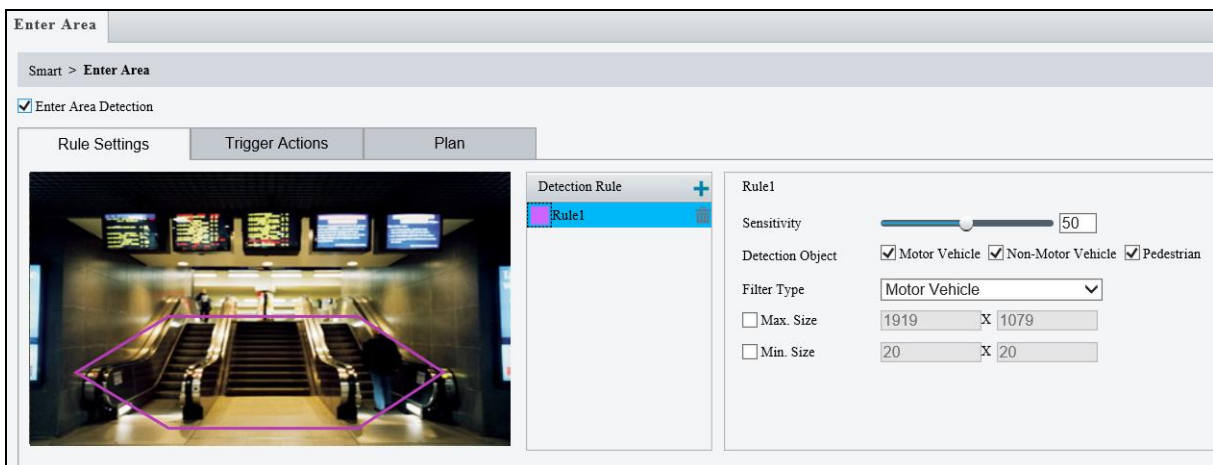 Enter Area
Smart > Enter Area
Enter Area Detection
Rule Settings Trigger Actions Plan
Detection Rule +
Rule1
Rule1
Sensitivity 50
Detection Object Motor Vehicle Non-Motor Vehicle Pedestrian
Filter Type Motor Vehicle
Max. Size 1919 X 1079
Min. Size 20 X 20